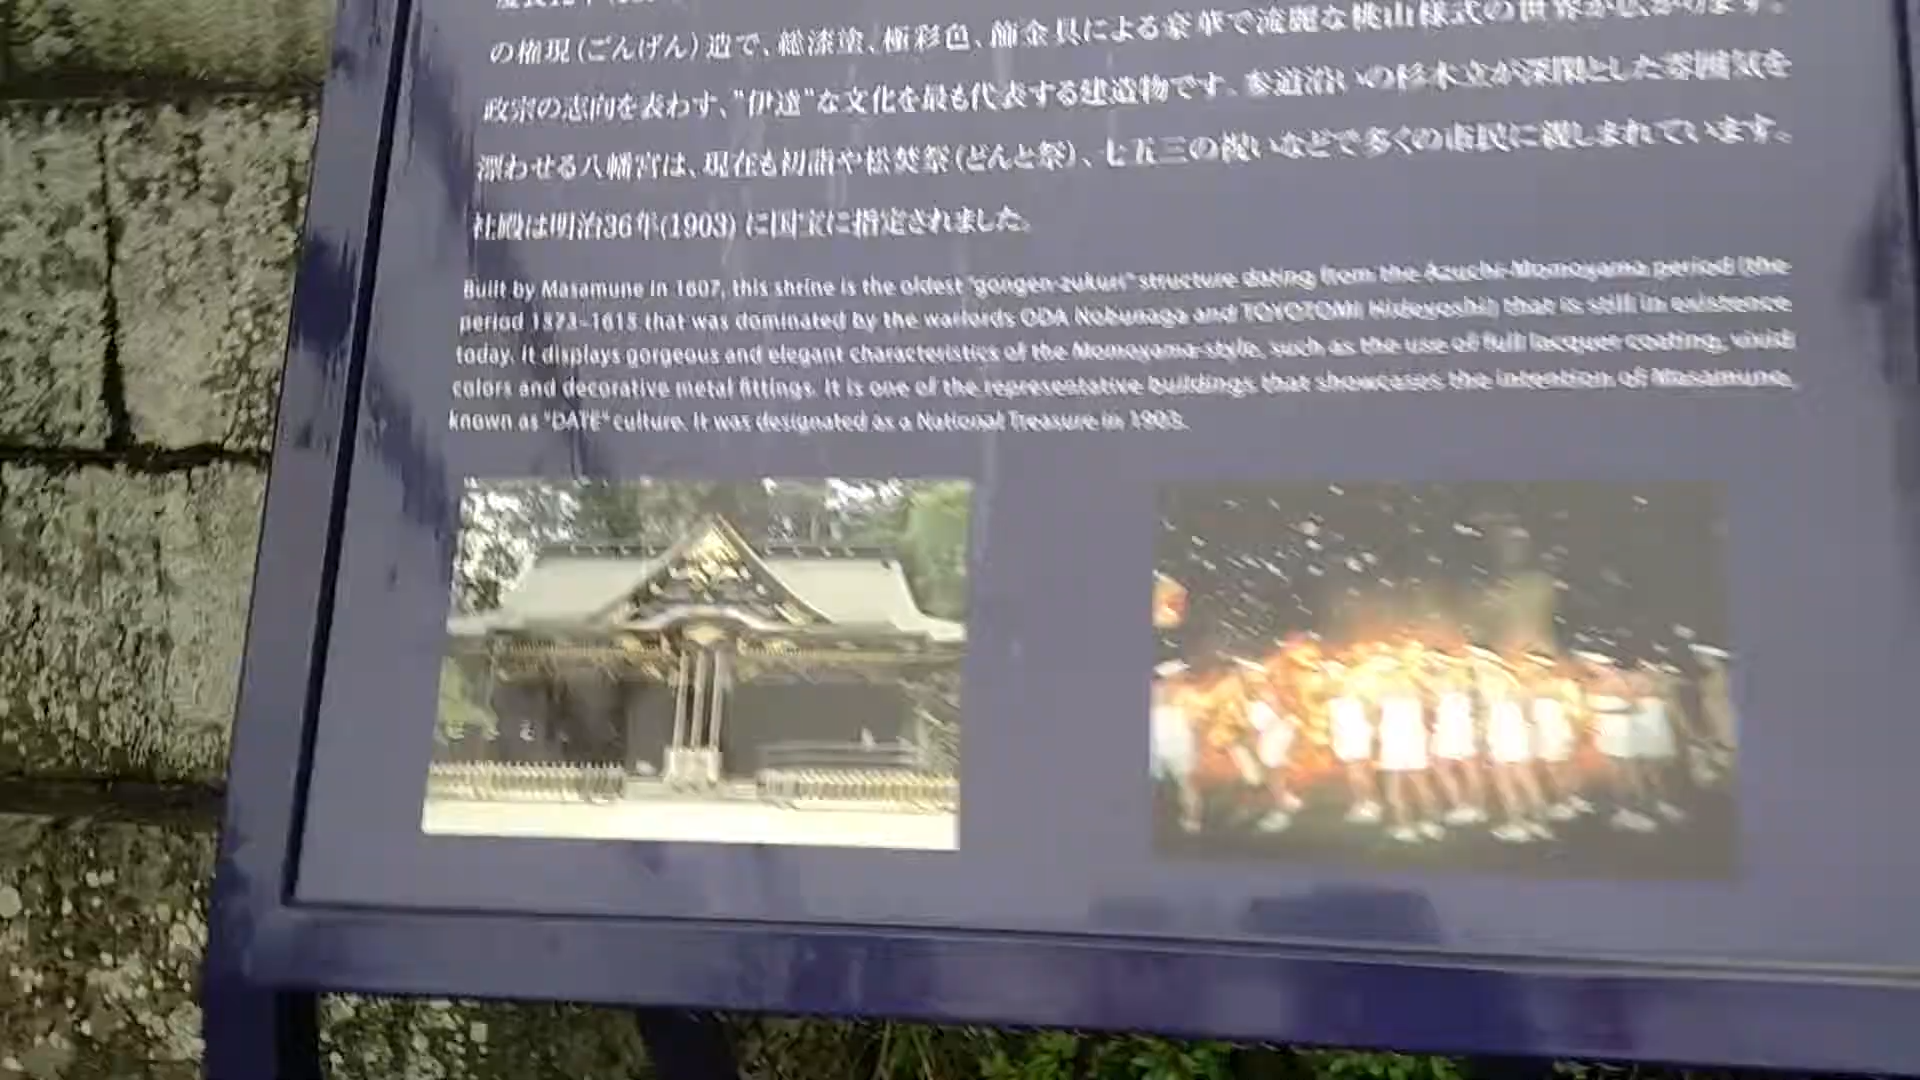 の権現(ごんげん)造で、総漆塗、極彩色、飾金具による豪華で流麗な桃山様式の世界が広がります。
政宗の志向を表わす、"伊達"な文化を最も代表する建造物です。参道沿いの杉木立が深閑とした雰囲気を
漂わせる八幡宮は、現在も初詣や松焚祭(どんと祭)、七五三の祝いなどで多くの市民に親しまれています。
社殿は明治36年(1903) に国宝に指定されました。
Built by Masamune in 1607, this shrine is the oldest "gongen-zukuri" structure dating from the Azuchi-Momoyama period (the
period 1573–1615 that was dominated by the warlords ODA Nobunaga and TOYOTOMI Hideyoshi) that is still in existence
today. It displays gorgeous and elegant characteristics of the Momoyama-style, such as the use of full lacquer coating, vivid
colors and decorative metal fittings. It is one of the representative buildings that showcases the intention of Masamune,
known as "DATE" culture. It was designated as a National Treasure in 1903.